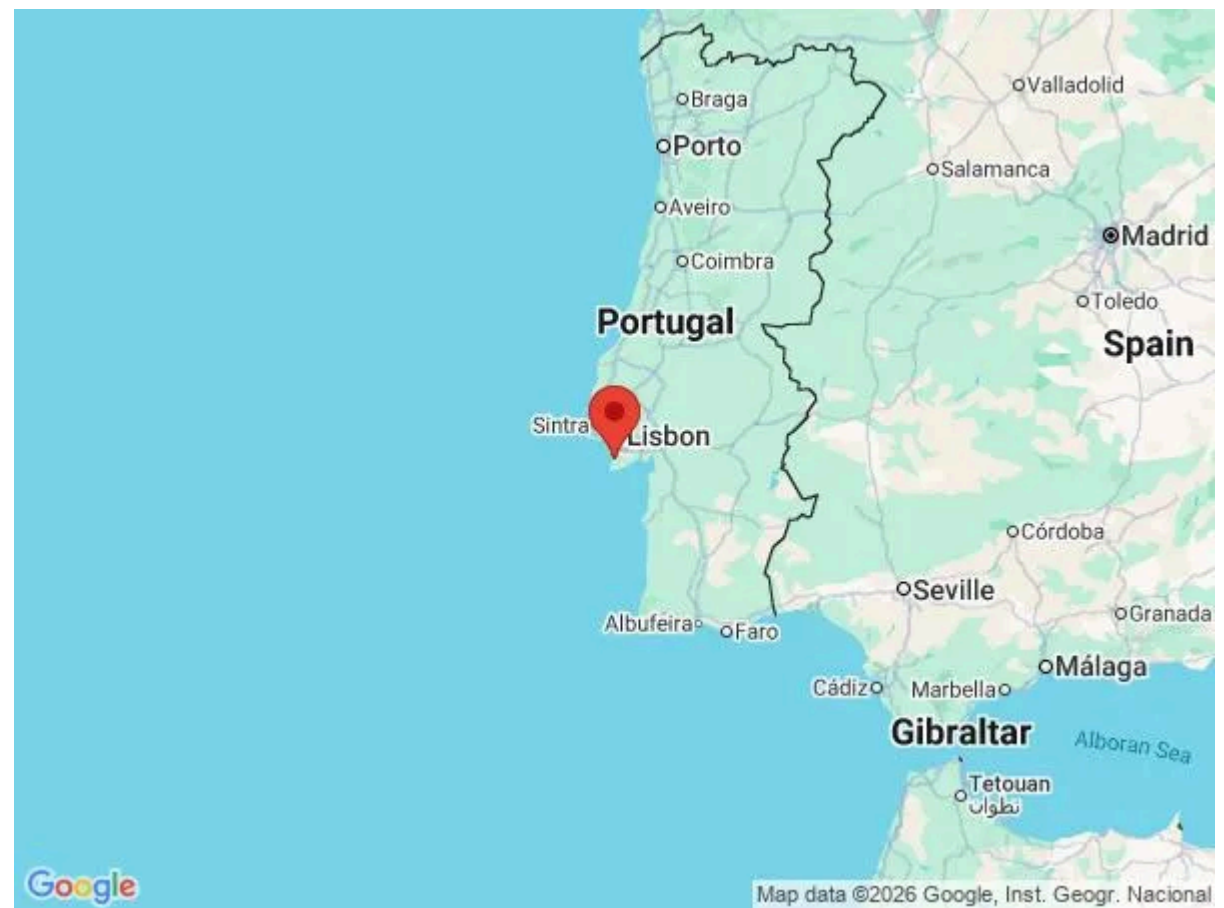 Braga
Valladolid
Porto
Salamanca
Aveiro
Madrid
Coimbra
Toledo
Portugal
Spain
Sintra
Lisbon
Córdoba
Seville
Granada
Albufeira
Faro
Málaga
Cádiz
Marbella
Gibraltar
Alboran Sea
Tetouan
تطوان
Google
Map data ©2026 Google, Inst. Geogr. Nacional